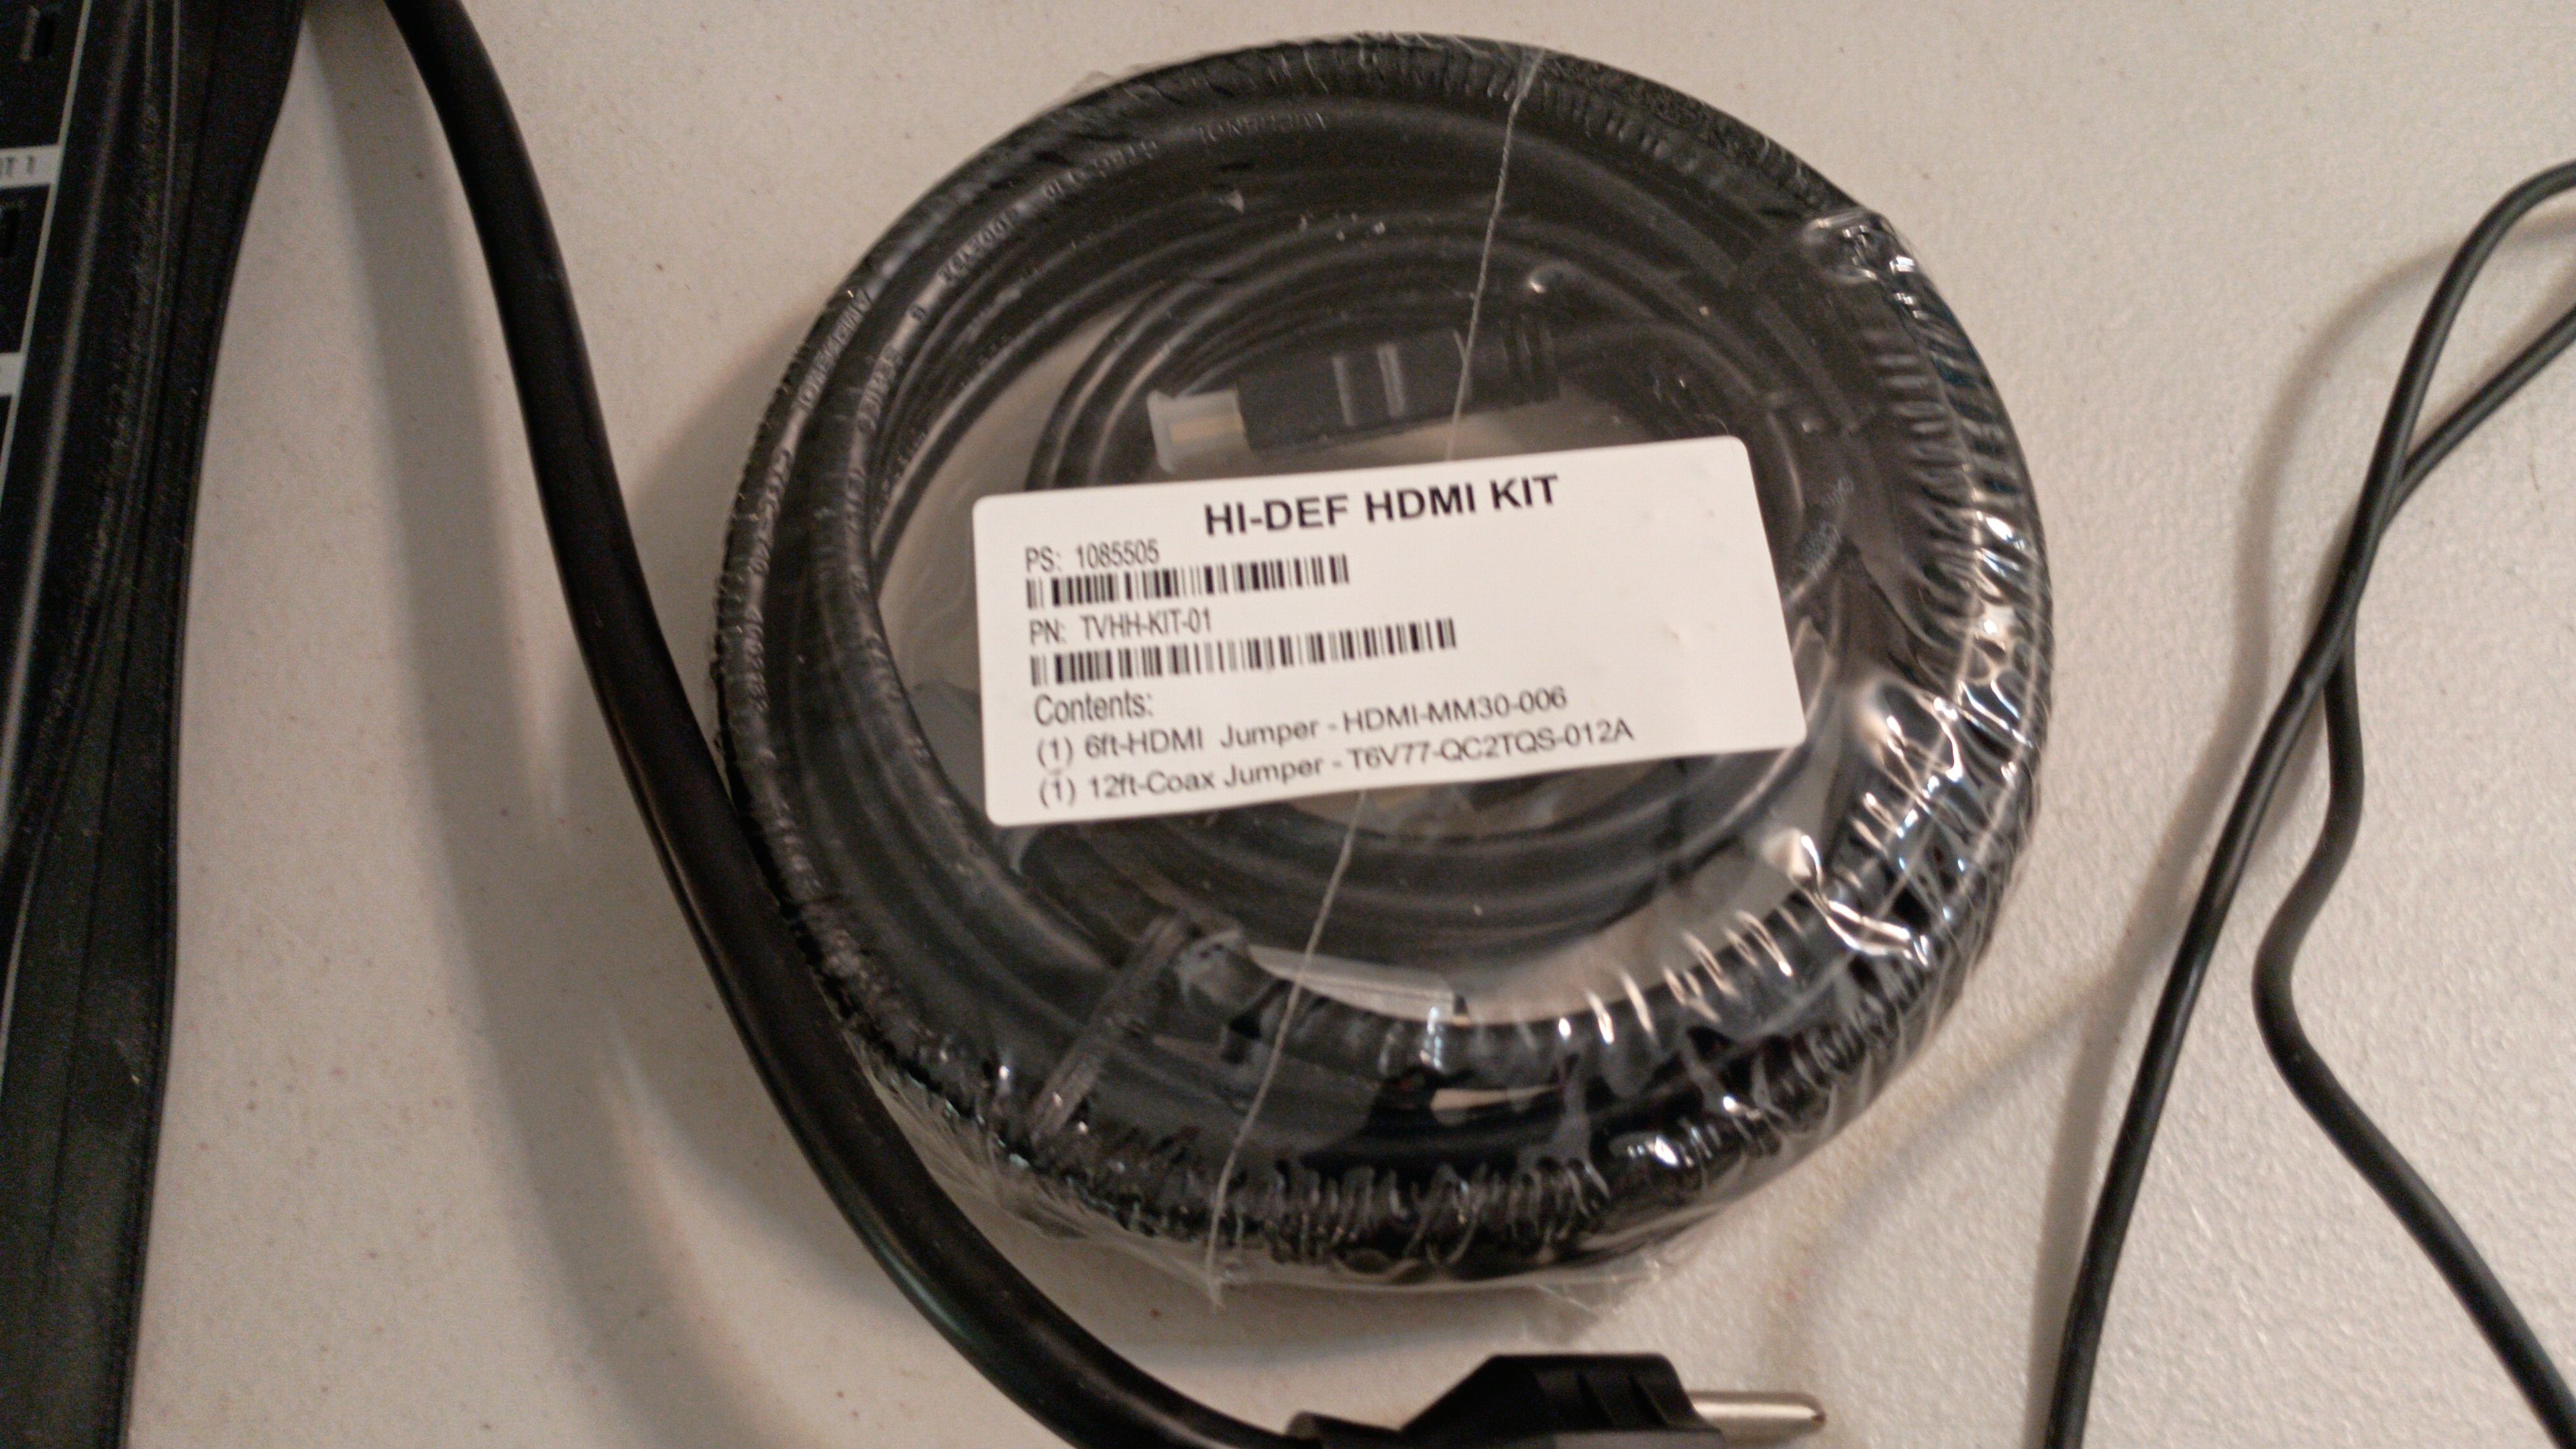 HI-DEF HDMI KIT
PS: 1085505
PN: TVHH-KIT-01
Contents:
(1) 6ft-HDMI Jumper - HDMI-MM30-006
(1) 12ft-Coax Jumper - T6V77-QC2TQS-012A